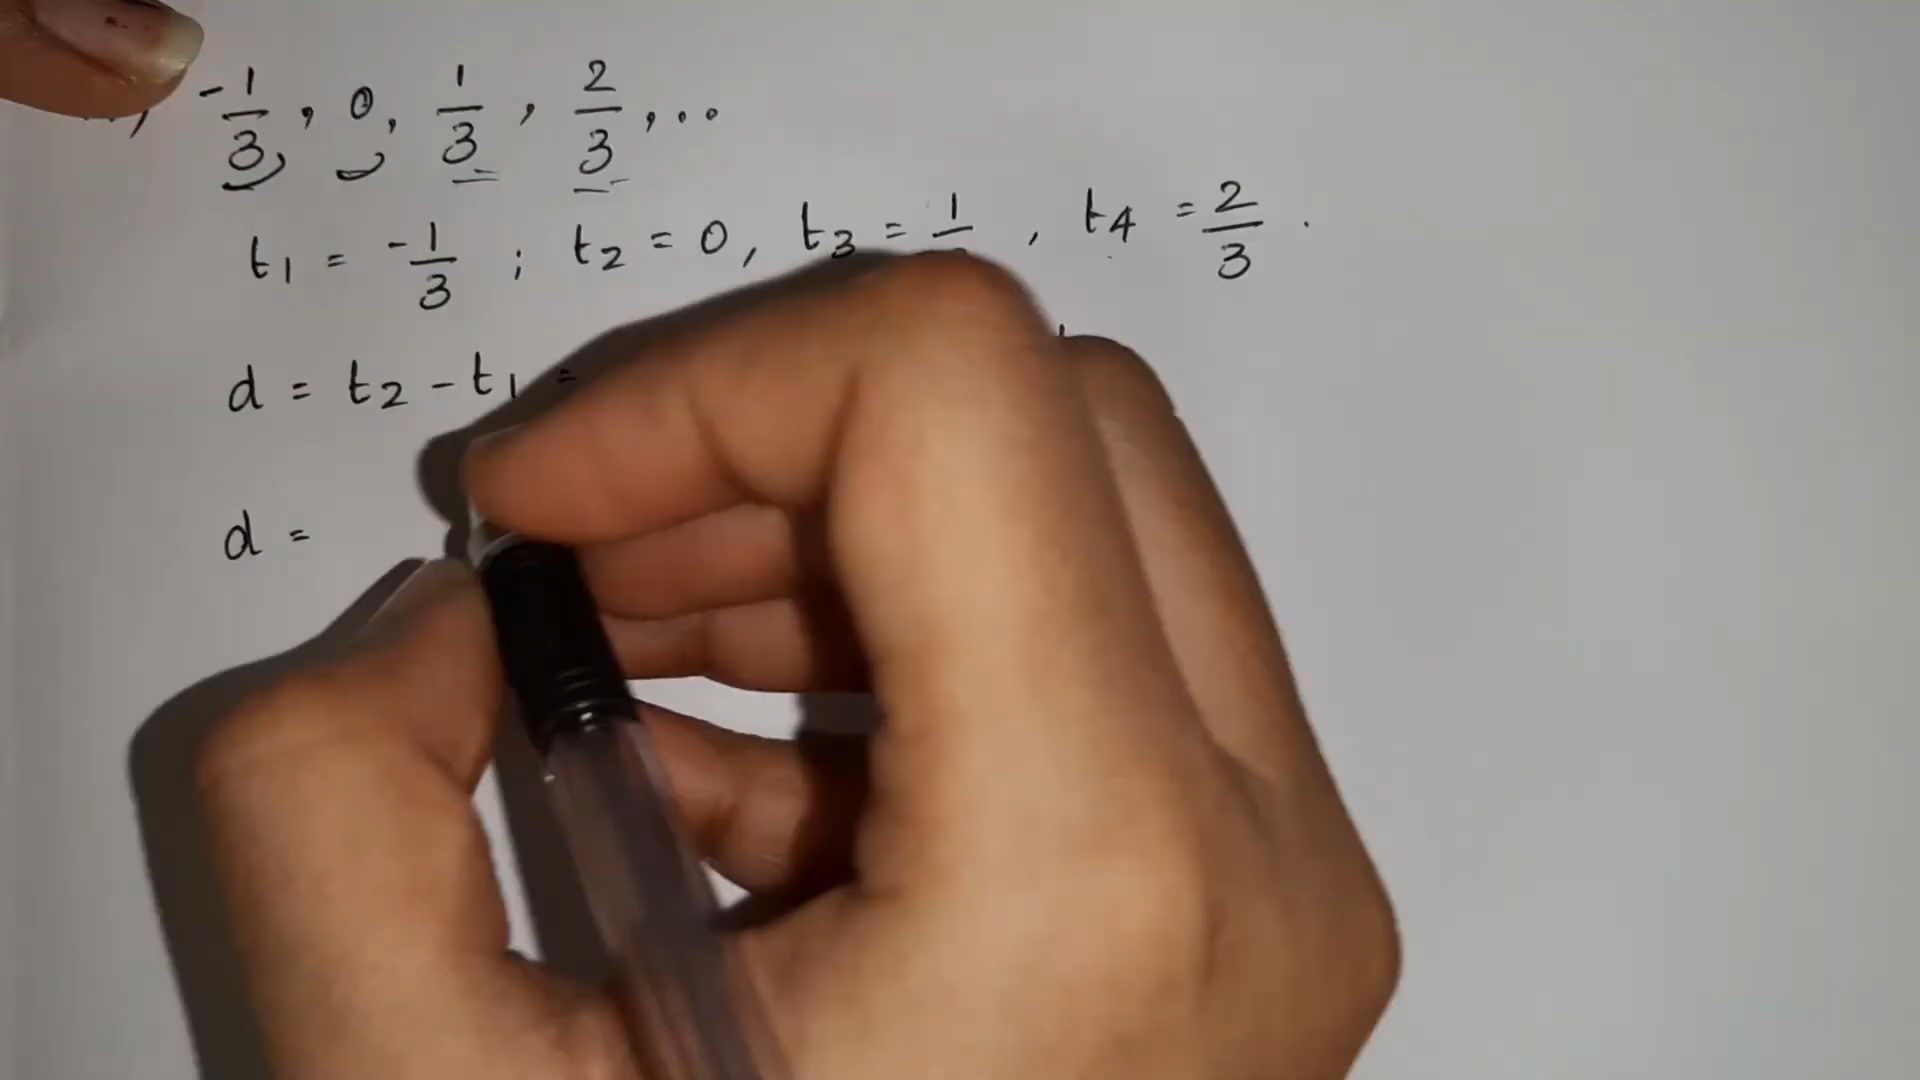 -1/3, 0, 1/3, 2/3, ...
t1 = -1/3 ; t2 = 0, t3 = 1 , t4 = 2/3 .
d = t2 - t1 =
d =